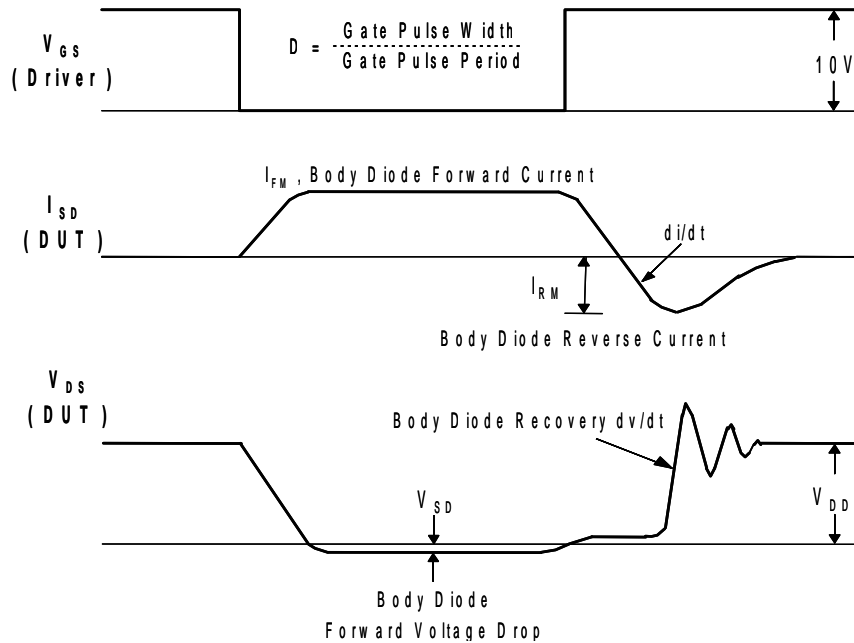 V_GS
(Driver)
D = Gate Pulse Width
Gate Pulse Period
10V
I_FM , Body Diode Forward Current
I_SD
(DUT)
di/dt
I_RM
Body Diode Reverse Current
V_DS
(DUT)
Body Diode Recovery dv/dt
V_SD
V_DD
Body Diode
Forward Voltage Drop